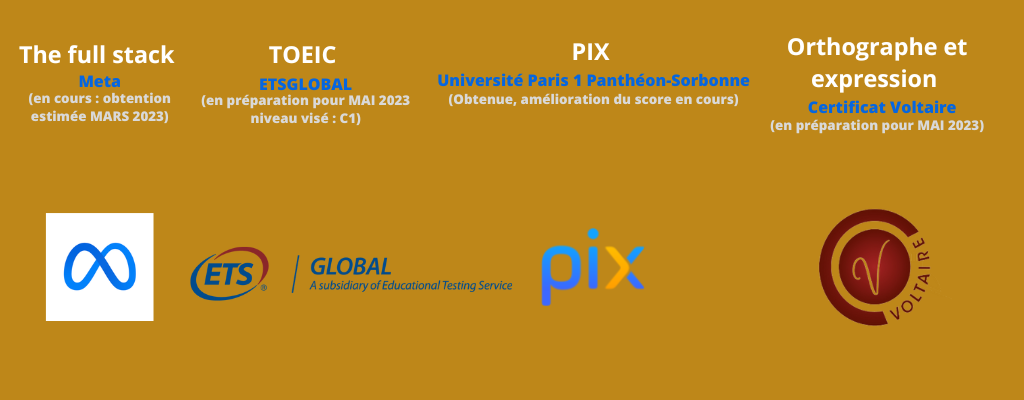 The full stack
Meta
(en cours : obtention
estimée MARS 2023)
TOEIC
ETSGLOBAL
(en préparation pour MAI 2023
niveau visé : C1)
PIX
Université Paris 1 Panthéon-Sorbonne
(Obtenue, amélioration du score en cours)
Orthographe et
expression
Certificat Voltaire
(en préparation pour MAI 2023)
ETS®
GLOBAL
A subsidiary of Educational Testing Service
pix
V
VOLTAIRE